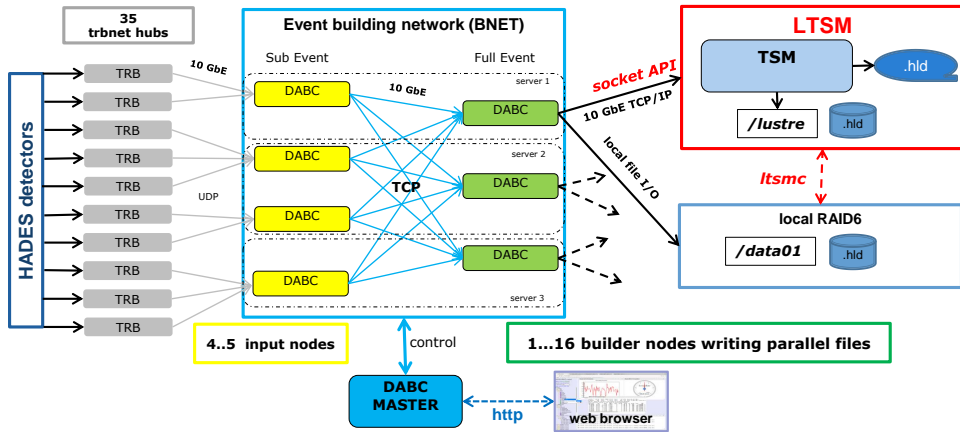 35
trbnet hubs
Event building network (BNET)
LTSM
Sub Event
Full Event
10 GbE
TRB
TRB
TRB
TRB
TRB
TRB
TRB
TRB
TRB
TRB
HADES detectors
UDP
server 1
DABC
10 GbE
DABC
server 2
DABC
TCP
DABC
DABC
DABC
DABC
server 3
socket API
10 GbE TCP/IP
local file I/O
TSM
.hld
/lustre
.hld
ltsmc
local RAID6
/data01
.hld
4..5 input nodes
control
1...16 builder nodes writing parallel files
DABC
MASTER
http
web browser